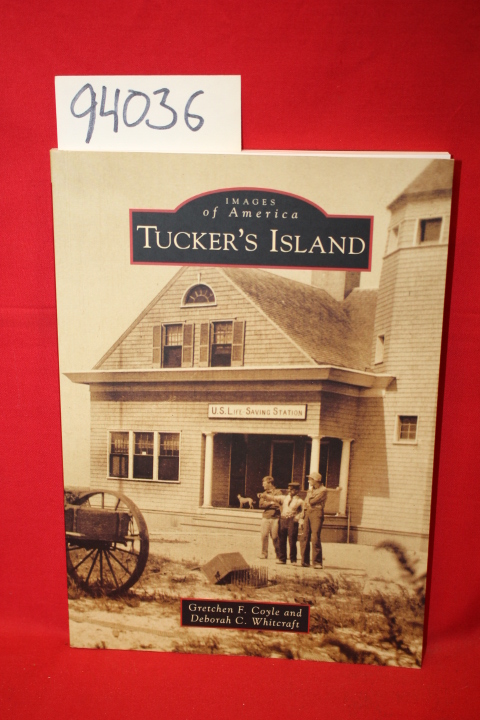 94036
IMAGES
of America
TUCKER'S ISLAND
U.S. LIFE SAVING STATION
Gretchen F. Coyle and
Deborah C. Whitcraft